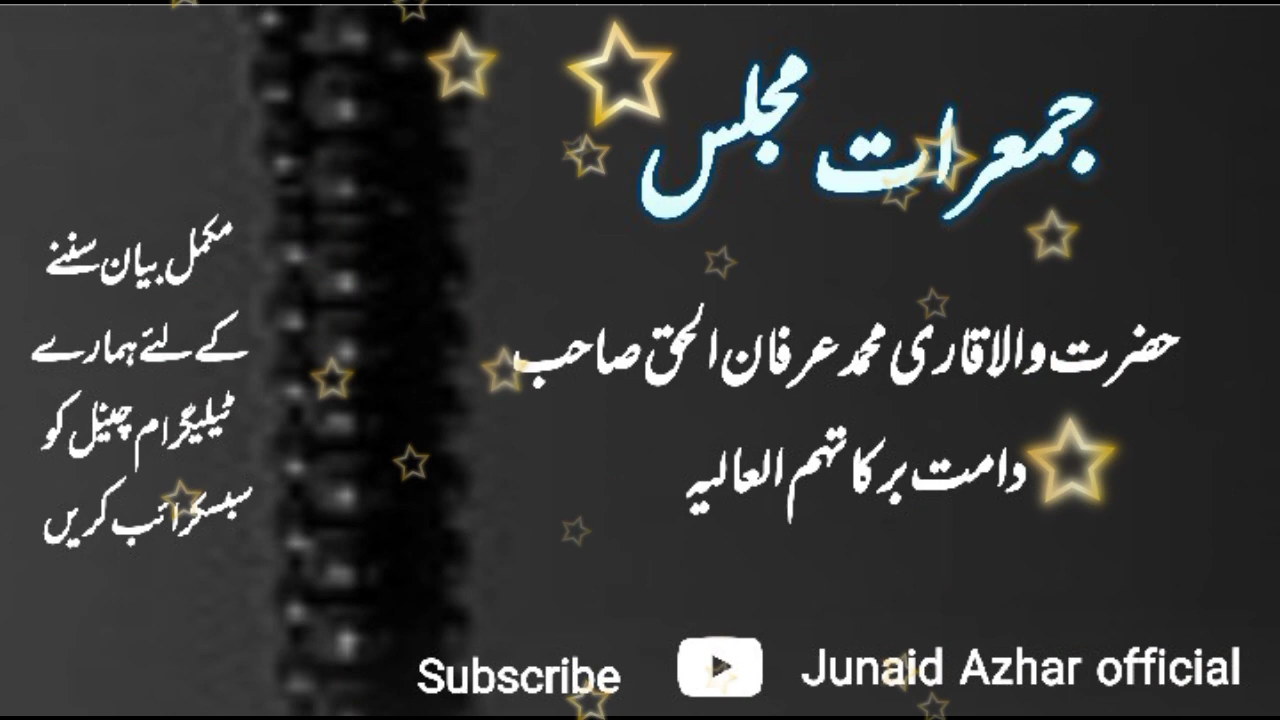 جمعرات مجلس
حضرت والا قاری محمد عرفان الحق صاحب
دامت برکاتہم العالیہ
مکمل بیان سننے
کے لئے ہمارے
ٹیلیگرام چینل کو
سبسکرائب کریں
Subscribe Junaid Azhar official